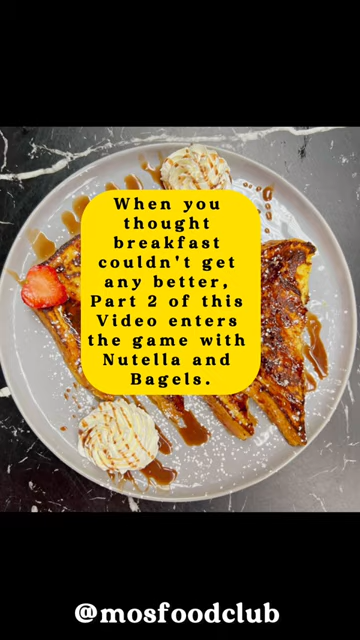 When you
thought
breakfast
couldn't get
any better,
Part 2 of this
Video enters
the game with
Nutella and
Bagels.
@mosfoodclub